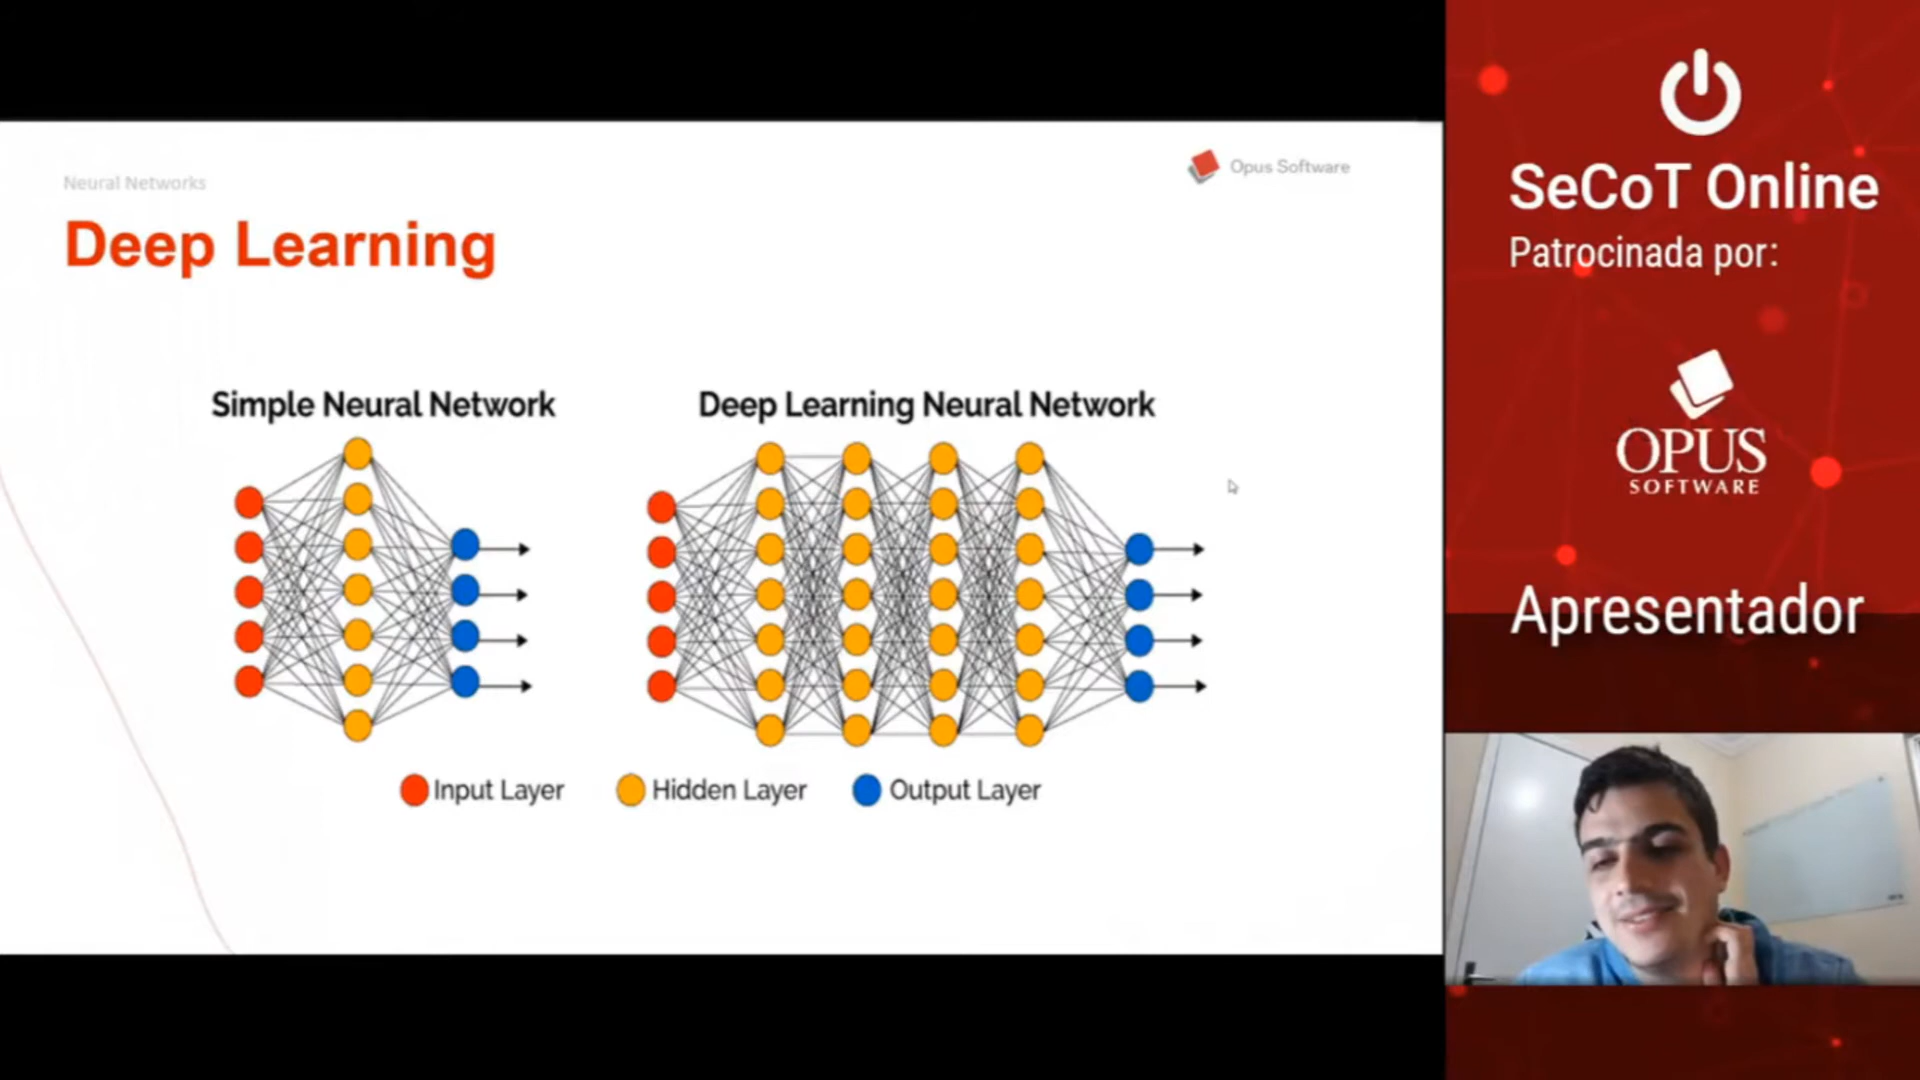 Neural Networks
Deep Learning
Opus Software
Simple Neural Network
Deep Learning Neural Network
Input Layer
Hidden Layer
Output Layer
SeCoT Online
Patrocinada por:
OPUS
SOFTWARE
Apresentador